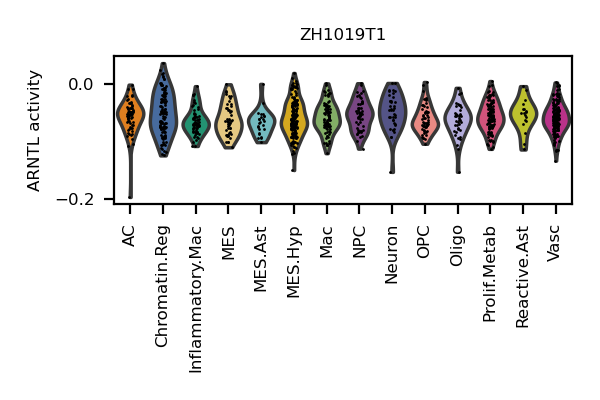 ZH1019T1
ARNTL activity
0.0
−0.2
AC
Chromatin.Reg
Inflammatory.Mac
MES
MES.Ast
MES.Hyp
Mac
NPC
Neuron
OPC
Oligo
Prolif.Metab
Reactive.Ast
Vasc